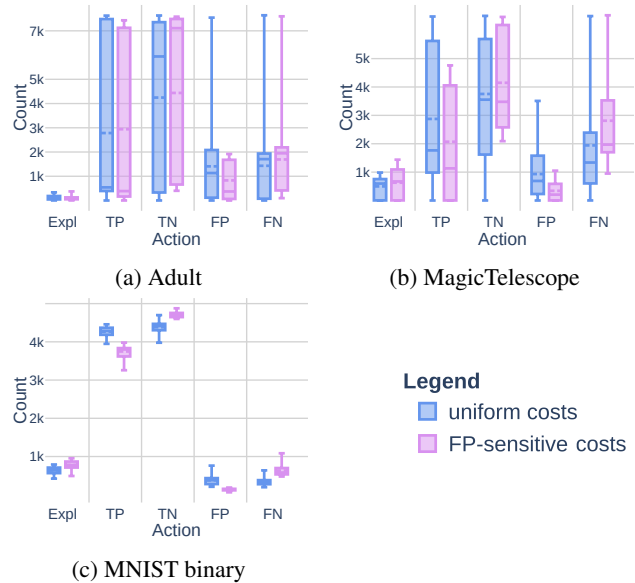 7k
5k
4k
3k
2k
1k
Count
Expl TP TN FP FN
Action
(a) Adult
5k
4k
3k
2k
1k
Count
Expl TP TN FP FN
Action
(b) MagicTelescope
4k
3k
2k
1k
Count
Expl TP TN FP FN
Action
(c) MNIST binary
Legend
uniform costs
FP-sensitive costs